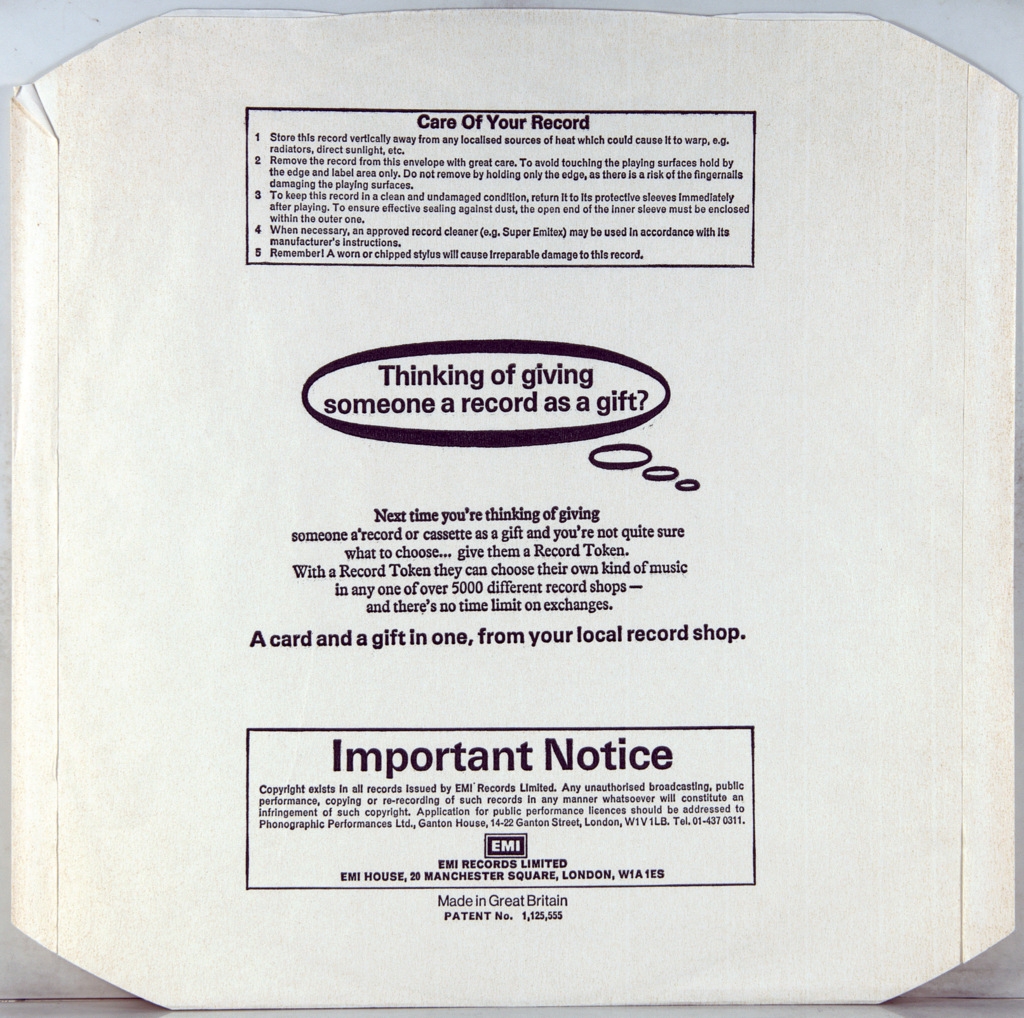 Care Of Your Record
1 Store this record vertically away from any localised sources of heat which could cause it to warp, e.g.
radiators, direct sunlight, etc.
2 Remove the record from this envelope with great care. To avoid touching the playing surfaces hold by
the edge and label area only. Do not remove by holding only the edge, as there is a risk of the fingernails
damaging the playing surfaces.
3 To keep this record in a clean and undamaged condition, return it to its protective sleeves immediately
after playing. To ensure effective sealing against dust, the open end of the inner sleeve must be enclosed
within the outer one.
4 When necessary, an approved record cleaner (e.g. Super Emitex) may be used in accordance with its
manufacturer's instructions.
5 Remember! A worn or chipped stylus will cause irreparable damage to this record.
Thinking of giving
someone a record as a gift?
Next time you're thinking of giving
someone a record or cassette as a gift and you're not quite sure
what to choose... give them a Record Token.
With a Record Token they can choose their own kind of music
in any one of over 5000 different record shops —
and there's no time limit on exchanges.
A card and a gift in one, from your local record shop.
Important Notice
Copyright exists in all records issued by EMI Records Limited. Any unauthorised broadcasting, public
performance, copying or re-recording of such records in any manner whatsoever will constitute an
infringement of such copyright. Application for public performance licences should be addressed to
Phonographic Performances Ltd., Ganton House, 14-22 Ganton Street, London, W1V 1LB. Tel. 01-437 0311.
EMI
EMI RECORDS LIMITED
EMI HOUSE, 20 MANCHESTER SQUARE, LONDON, W1A 1ES
Made in Great Britain
PATENT No. 1,125,555